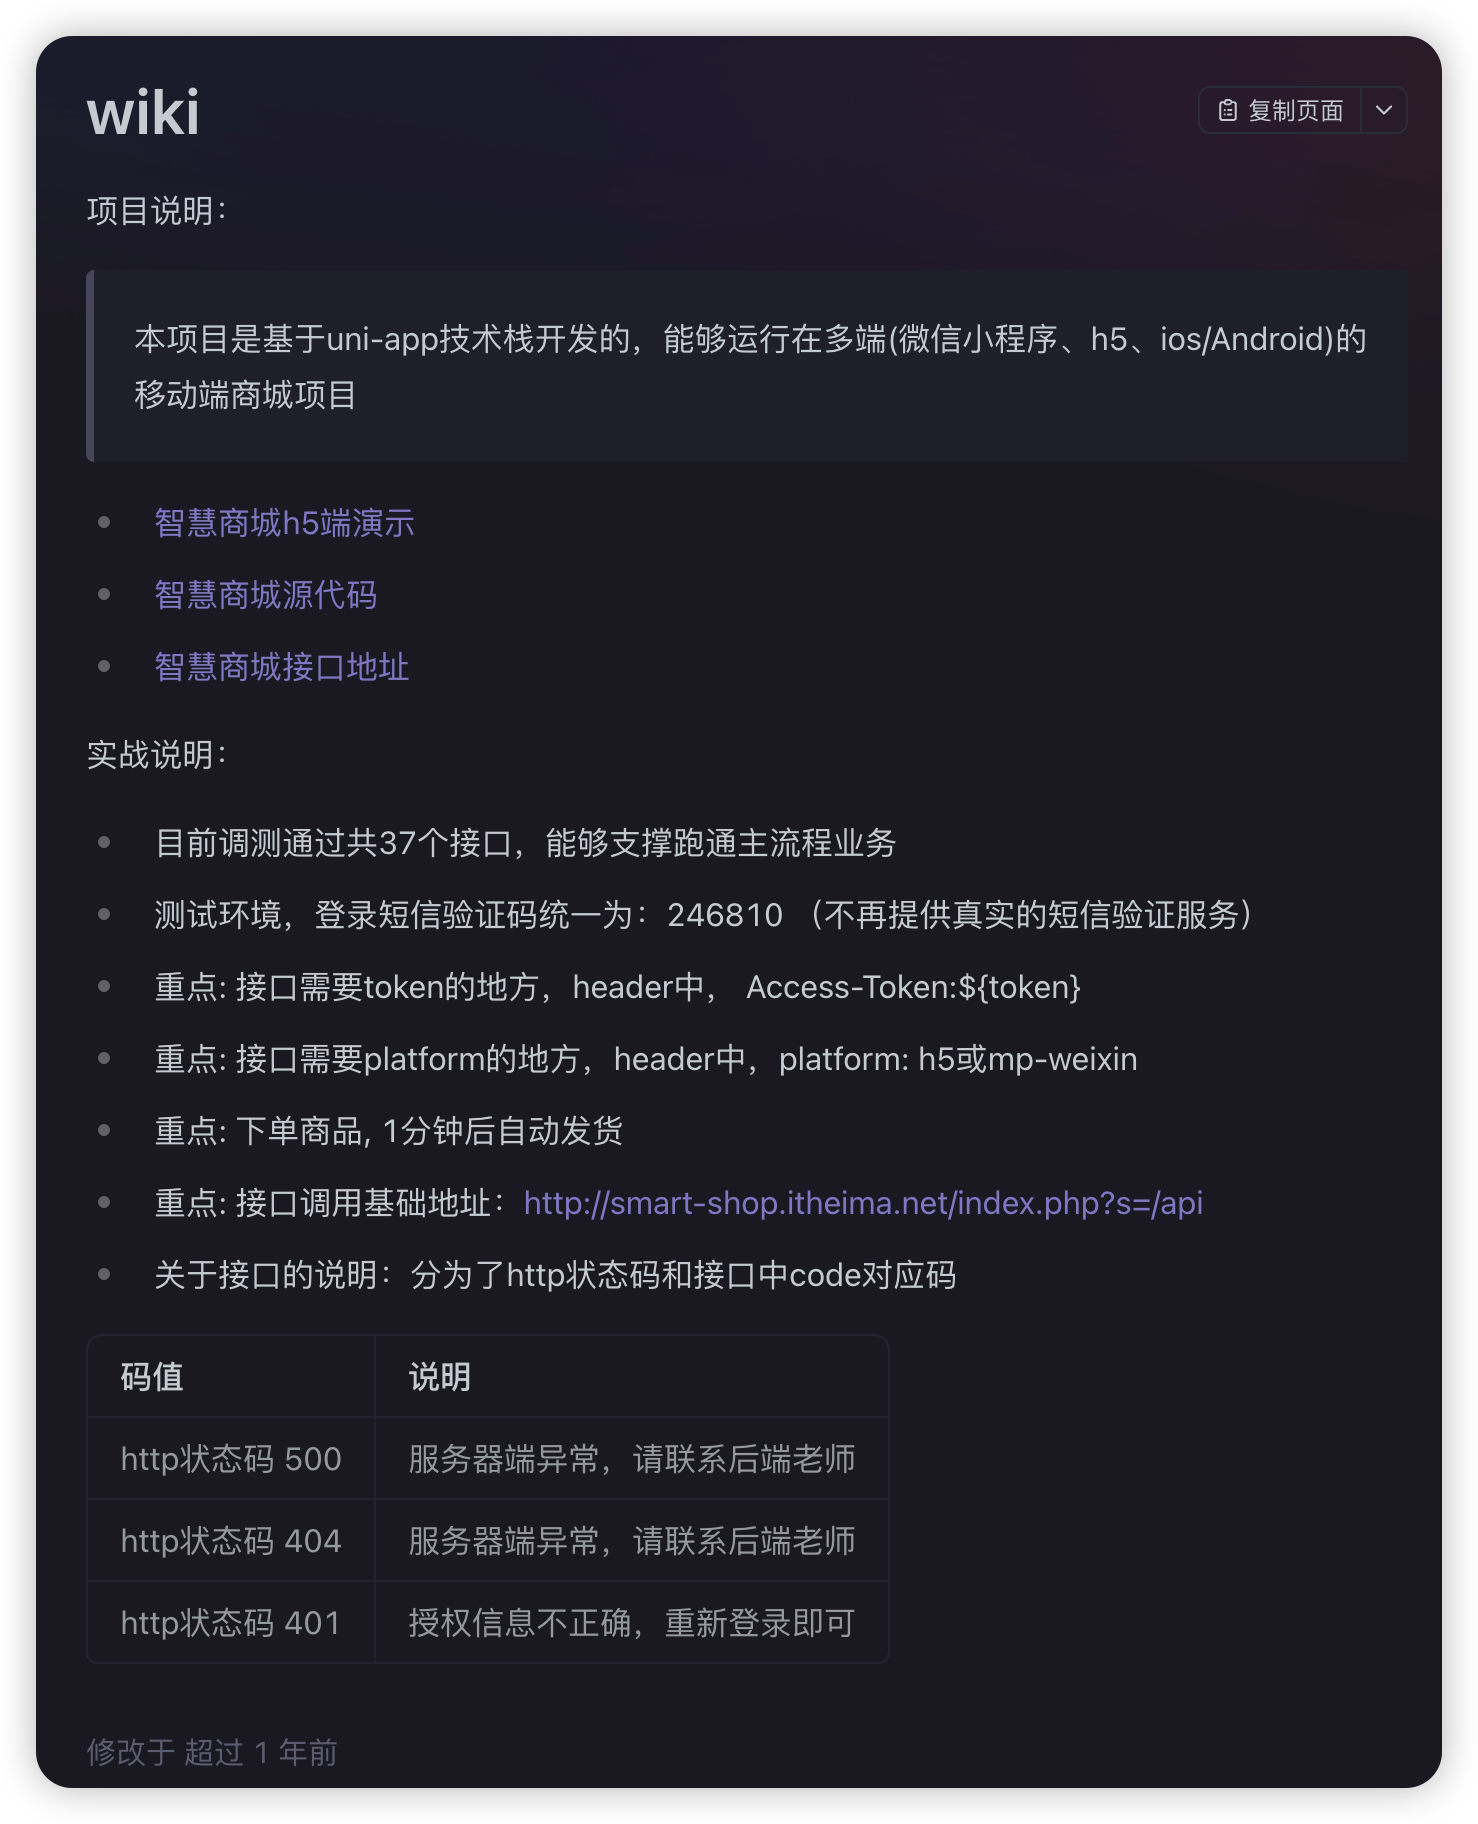 wiki
复制页面
项目说明：
本项目是基于uni-app技术栈开发的，能够运行在多端(微信小程序、h5、ios/Android)的
移动端商城项目
智慧商城h5端演示
智慧商城源代码
智慧商城接口地址
实战说明：
目前调测通过共37个接口，能够支撑跑通主流程业务
测试环境，登录短信验证码统一为：246810 （不再提供真实的短信验证服务）
重点: 接口需要token的地方，header中， Access-Token:${token}
重点: 接口需要platform的地方，header中，platform: h5或mp-weixin
重点: 下单商品, 1分钟后自动发货
重点: 接口调用基础地址：http://smart-shop.itheima.net/index.php?s=/api
关于接口的说明：分为了http状态码和接口中code对应码
码值 说明
http状态码 500 服务器端异常，请联系后端老师
http状态码 404 服务器端异常，请联系后端老师
http状态码 401 授权信息不正确，重新登录即可
修改于 超过 1 年前